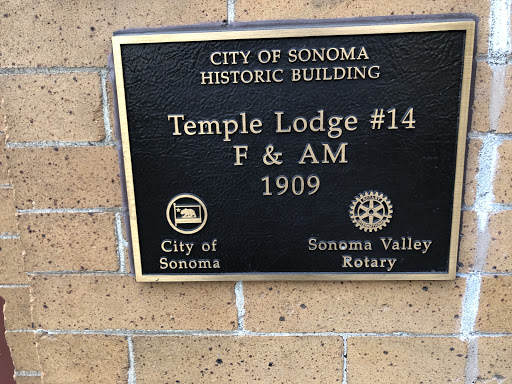 CITY OF SONOMA
HISTORIC BUILDING
Temple Lodge #14
F & AM
1909
City of
Sonoma
Sonoma Valley
Rotary